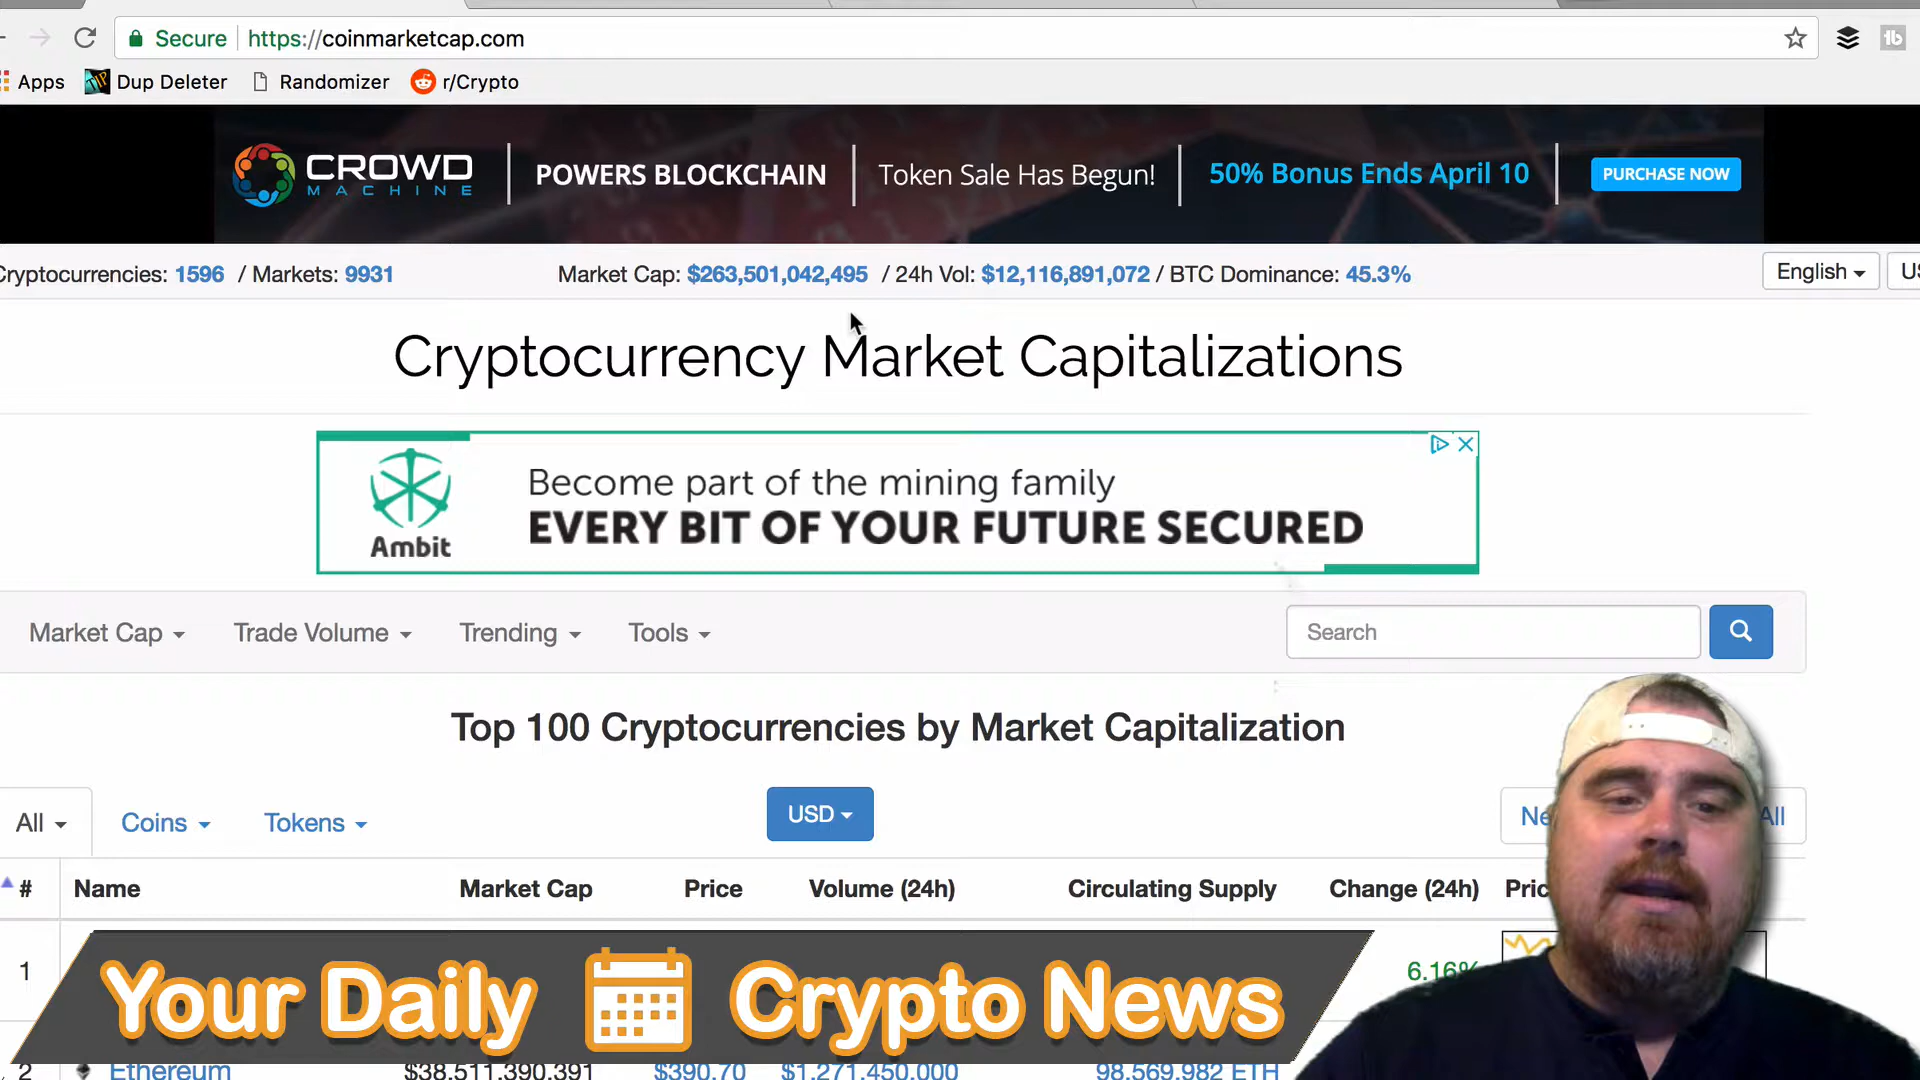 Secure
https://coinmarketcap.com
Apps
Dup Deleter
Randomizer
r/Crypto
CROWD
MACHINE
POWERS BLOCKCHAIN
Token Sale Has Begun!
50% Bonus Ends April 10
PURCHASE NOW
Cryptocurrencies: 1596 / Markets: 9931
Market Cap: $263,501,042,495 / 24h Vol: $12,116,891,072 / BTC Dominance: 45.3%
English
Cryptocurrency Market Capitalizations
Ambit
Become part of the mining family
EVERY BIT OF YOUR FUTURE SECURED
Market Cap
Trade Volume
Trending
Tools
Search
Top 100 Cryptocurrencies by Market Capitalization
All
Coins
Tokens
USD
All
# Name Market Cap Price Volume (24h) Circulating Supply Change (24h)
1 6.16%
Your Daily Crypto News
2 Ethereum $38,511,390,391 $390.70 $1,271,450,000 98,569,982 ETH